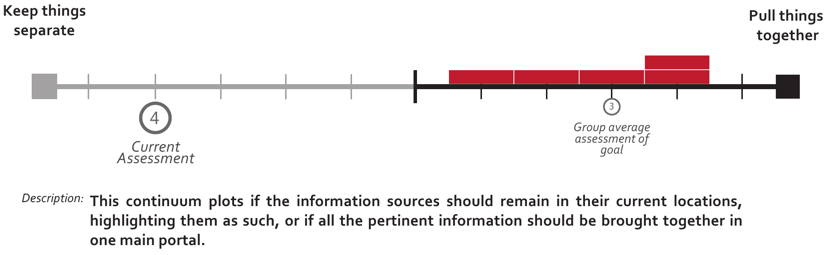 Keep things
separate
Pull things
together
4
Current
Assessment
3
Group average
assessment of
goal
Description: This continuum plots if the information sources should remain in their current locations,
highlighting them as such, or if all the pertinent information should be brought together in
one main portal.